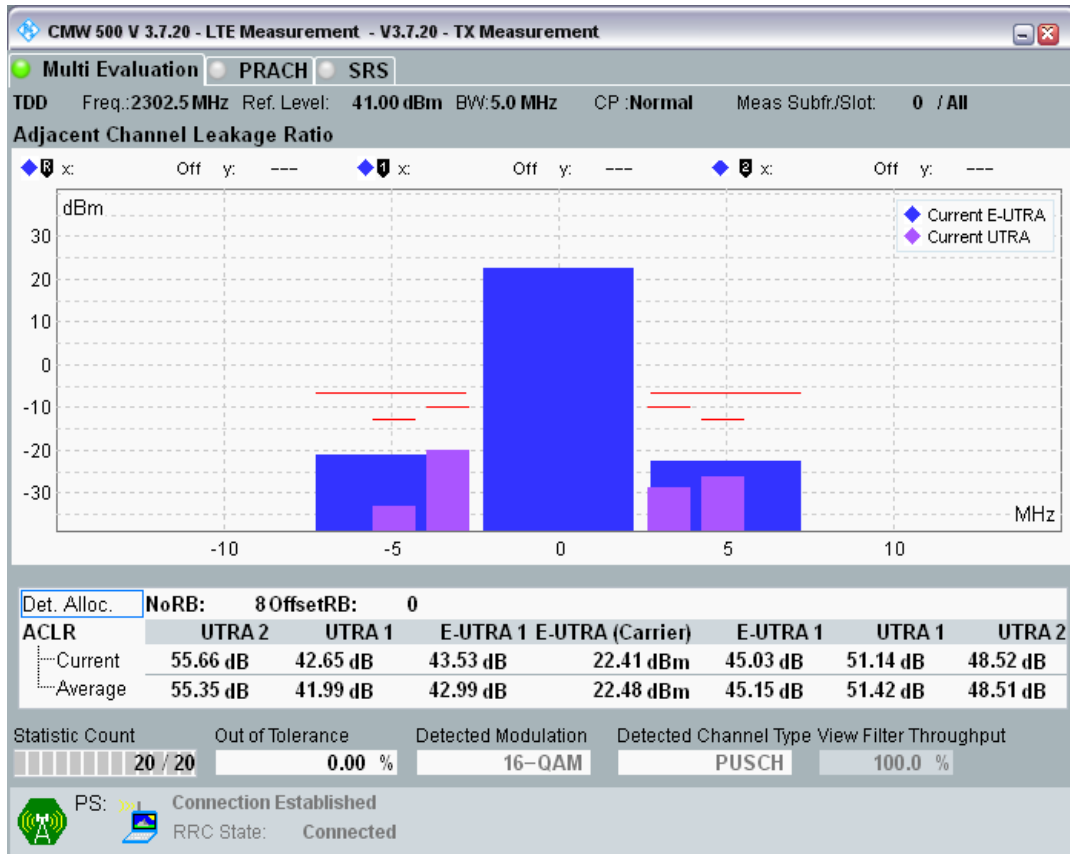 CMW 500 V 3.7.20 - LTE Measurement - V3.7.20 - TX Measurement
Multi Evaluation PRACH SRS
TDD Freq.:2302.5 MHz Ref. Level: 41.00 dBm BW:5.0 MHz CP :Normal Meas Subfr./Slot: 0 / All
Adjacent Channel Leakage Ratio
R x: Off y: --- 1 x: Off y: --- 2 x: Off y: ---
dBm
Current E-UTRA
Current UTRA
30
20
10
0
-10
-20
-30
MHz
-10 -5 0 5 10
Det. Alloc. NoRB: 8 OffsetRB: 0
ACLR UTRA 2 UTRA 1 E-UTRA 1 E-UTRA (Carrier) E-UTRA 1 UTRA 1 UTRA 2
Current 55.66 dB 42.65 dB 43.53 dB 22.41 dBm 45.03 dB 51.14 dB 48.52 dB
Average 55.35 dB 41.99 dB 42.99 dB 22.48 dBm 45.15 dB 51.42 dB 48.51 dB
Statistic Count Out of Tolerance Detected Modulation Detected Channel Type View Filter Throughput
20 / 20 0.00 % 16-QAM PUSCH 100.0 %
PS: Connection Established
RRC State: Connected